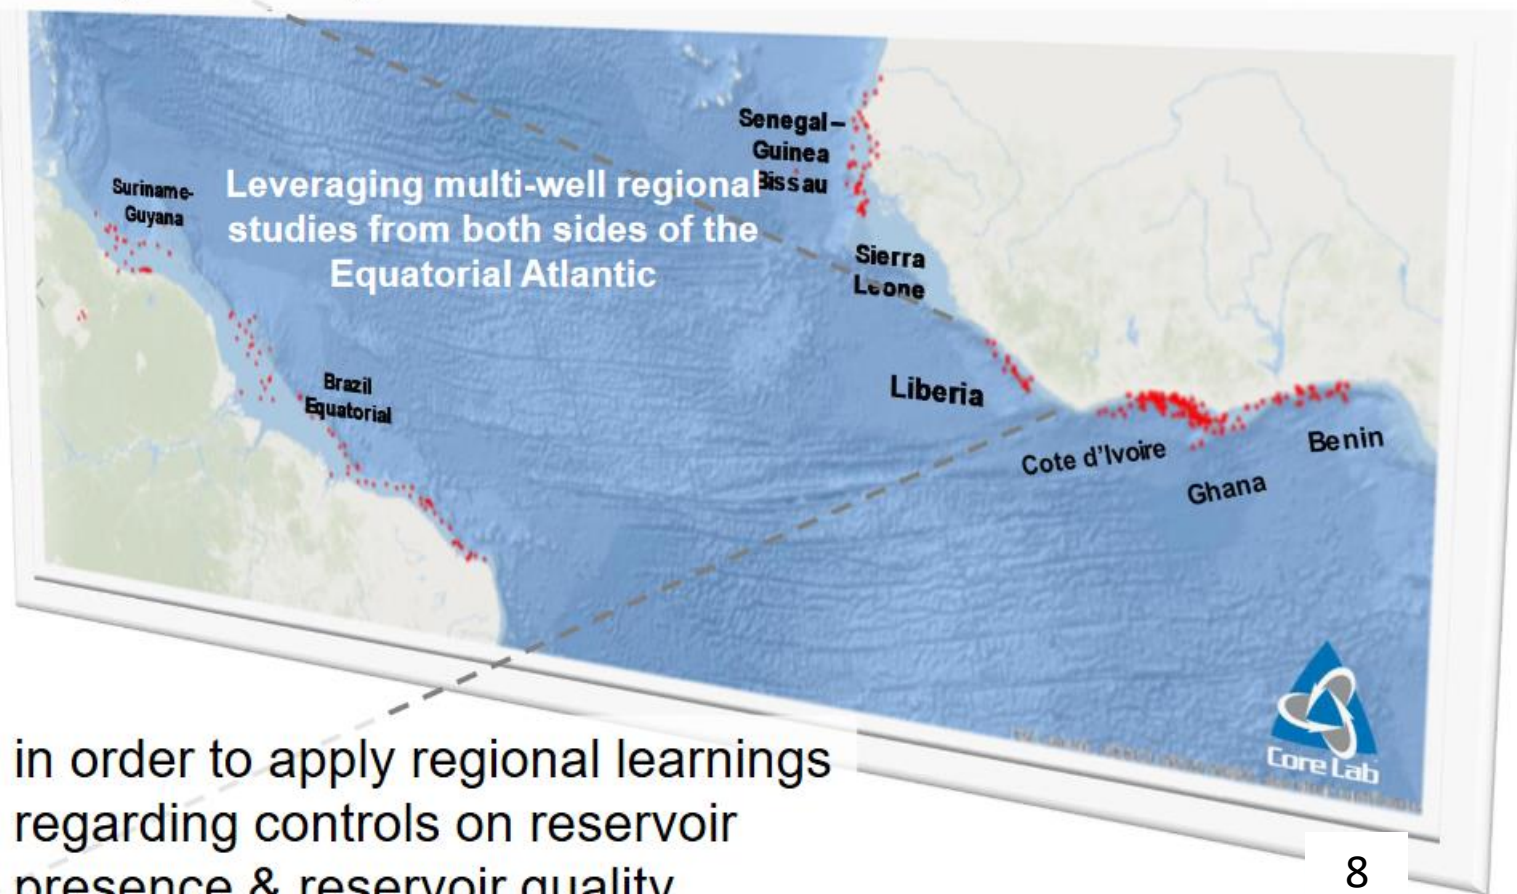 Senegal–
Guinea
Bissau
Suriname-
Guyana
Leveraging multi-well regional
studies from both sides of the
Equatorial Atlantic
Sierra
Leone
Brazil
Equatorial
Liberia
Cote d'Ivoire
Ghana
Benin
Core Lab
in order to apply regional learnings
regarding controls on reservoir
presence & reservoir quality
8